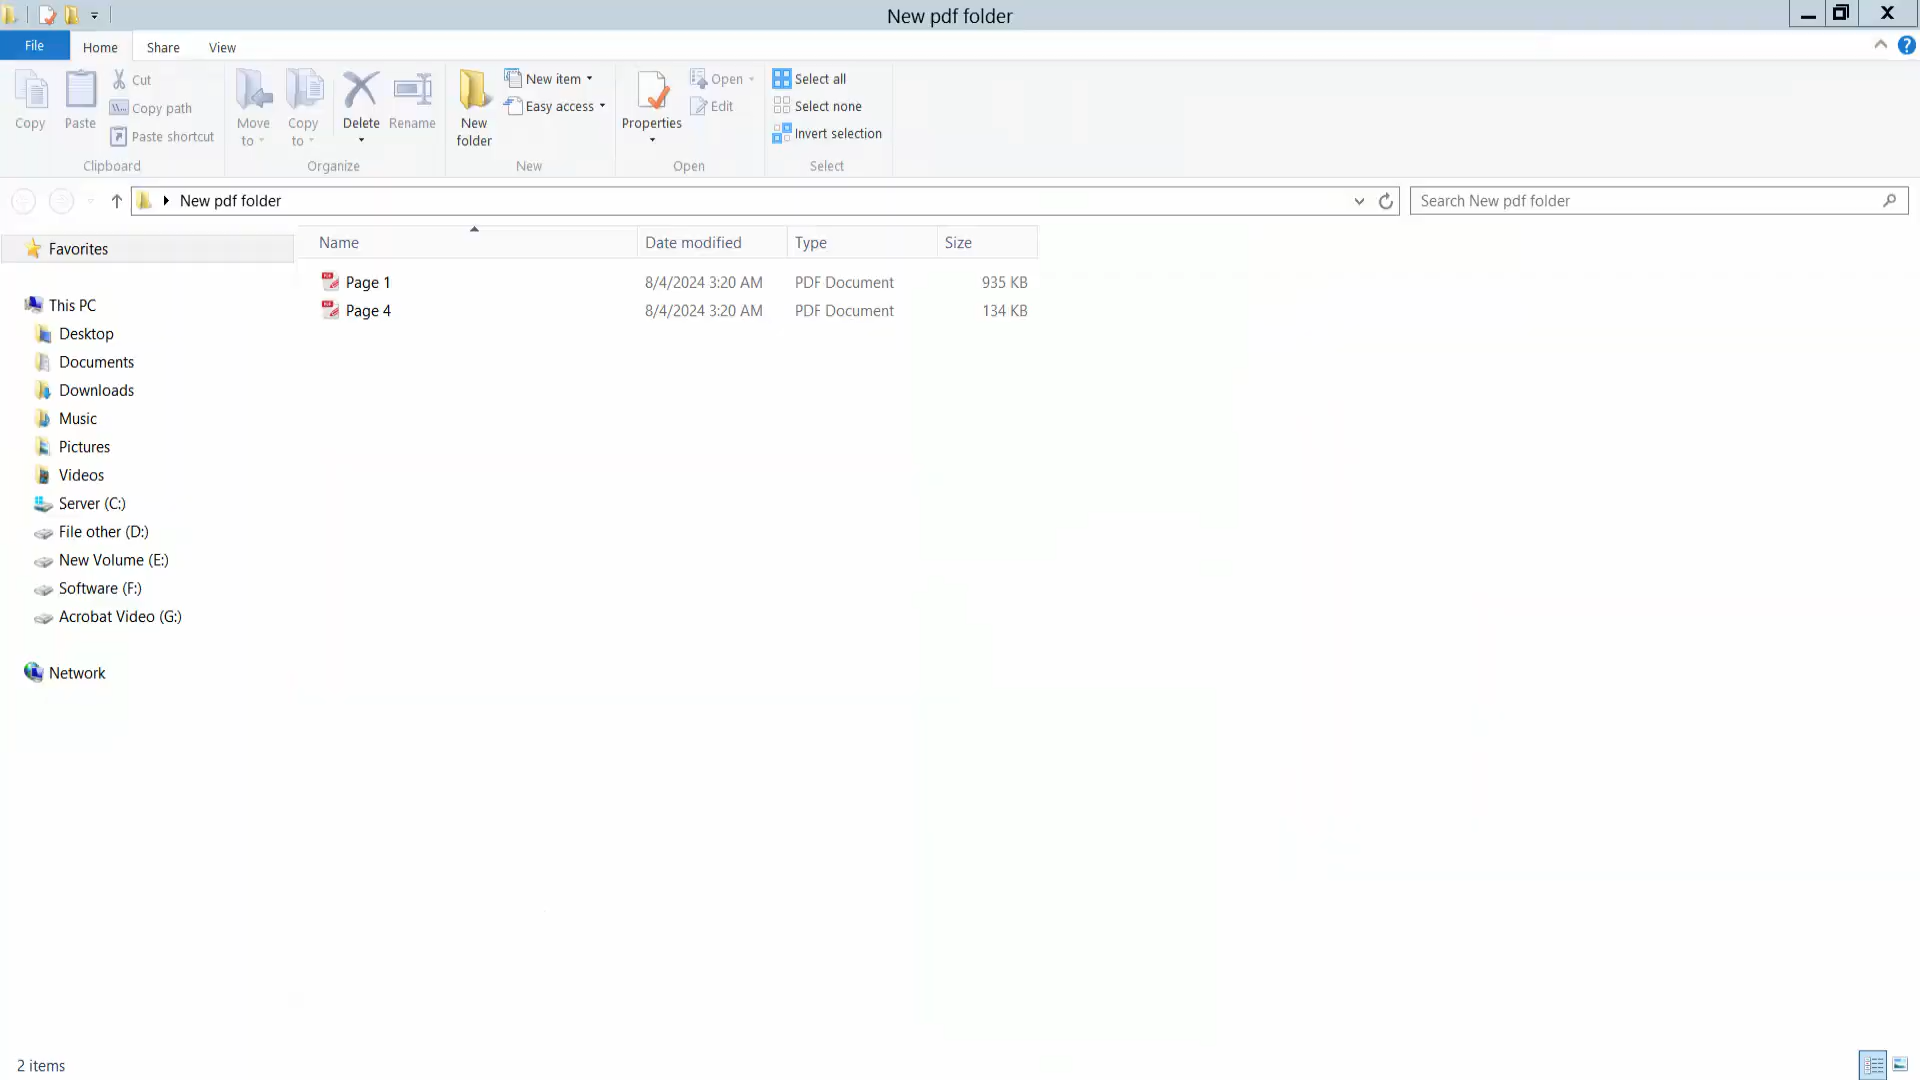 New pdf folder
File Home Share View
Copy
Paste
Cut
Copy path
Paste shortcut
Clipboard
Move to
Copy to
Delete
Rename
Organize
New folder
New item
Easy access
New
Properties
Open
Edit
Open
Select all
Select none
Invert selection
Select
New pdf folder
Search New pdf folder
Favorites
This PC
Desktop
Documents
Downloads
Music
Pictures
Videos
Server (C:)
File other (D:)
New Volume (E:)
Software (F:)
Acrobat Video (G:)
Network
Name Date modified Type Size
Page 1 8/4/2024 3:20 AM PDF Document 935 KB
Page 4 8/4/2024 3:20 AM PDF Document 134 KB
2 items